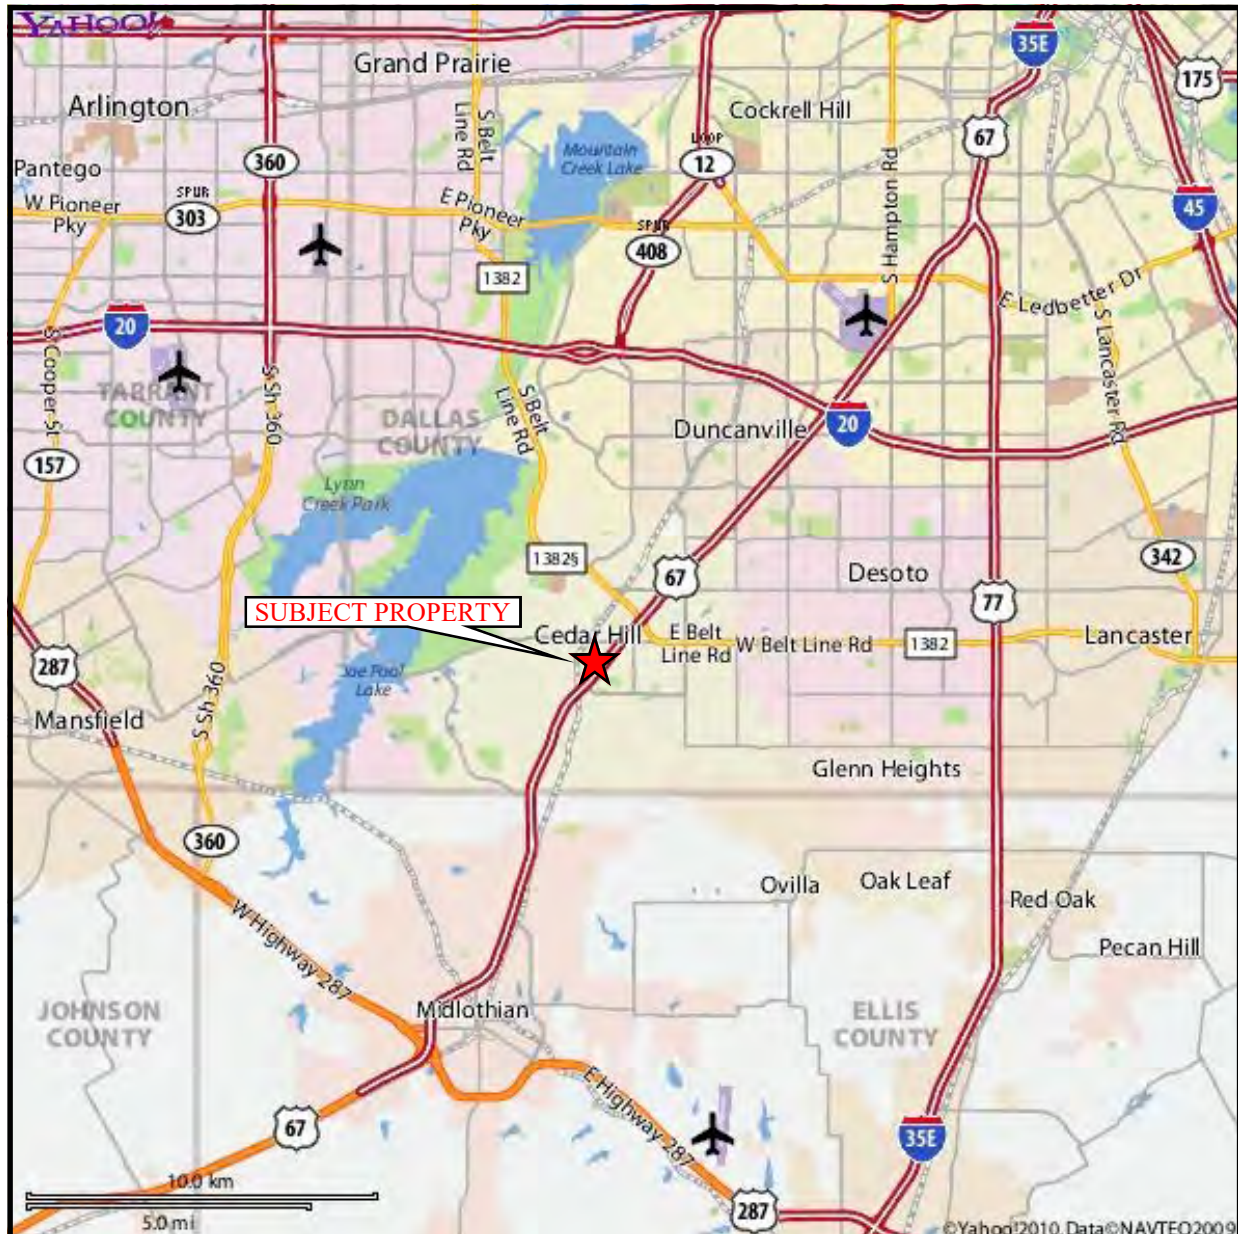 YAHOO!
Grand Prairie
35E
175
Arlington
S Belt
Line Rd
Cockrell Hill
67
Mountain
Creek Lake
LOOP
12
360
Pantego
W Pioneer
Pky
SPUR
303
E Pioneer
Pky
SPUR
408
S Hampton Rd
45
1382
E Ledbetter Dr
20
S Cooper St
TARRANT
COUNTY
S Sh 360
DALLAS
COUNTY
S Belt
Line Rd
Duncanville
20
S Lancaster Rd
157
Lynn
Creek Park
1382§
67
Desoto
342
77
SUBJECT PROPERTY
Cedar Hill
E Belt
Line Rd
W Belt Line Rd
1382
Lancaster
287
Joe Pool
Lake
Mansfield
S Sh 360
Glenn Heights
360
Ovilla
Oak Leaf
Red Oak
W Highway 287
Pecan Hill
JOHNSON
COUNTY
Midlothian
ELLIS
COUNTY
E Highway 287
67
35E
10.0 km
5.0 mi
287
©Yahoo!2010, Data©NAVTEQ2009